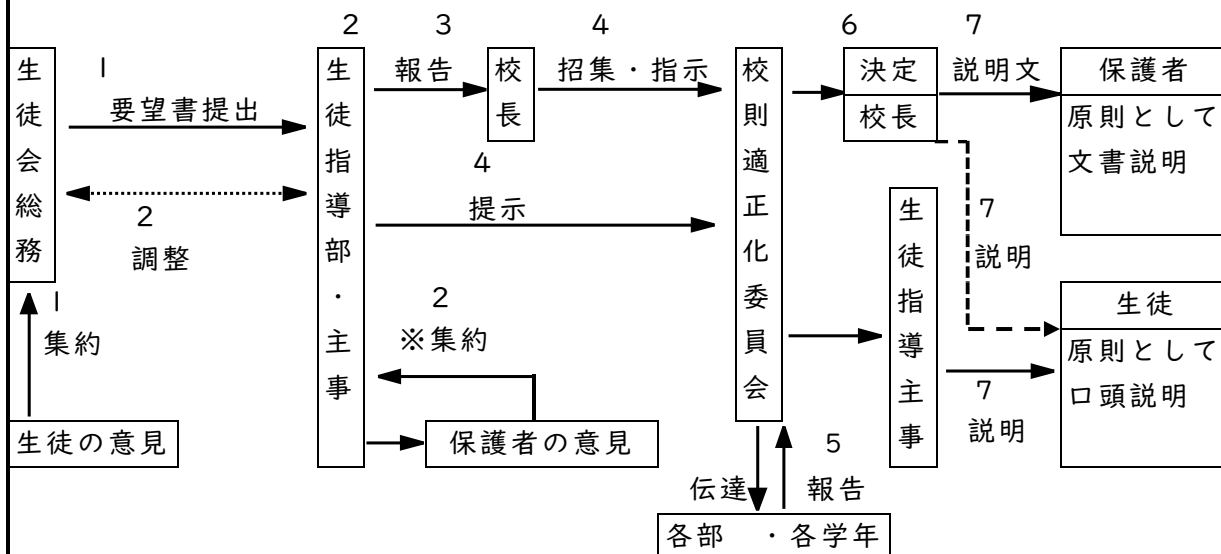 2
3
4
6
7
生徒会総務
1
要望書提出
2
調整
1
集約
生徒の意見
生徒指導部・主事
報告
校長
招集・指示
4
提示
2
※集約
保護者の意見
校則適正化委員会
伝達
5
報告
各部　・各学年
決定
校長
説明文
保護者
原則として
文書説明
生徒指導主事
7
説明
7
説明
生徒
原則として
口頭説明